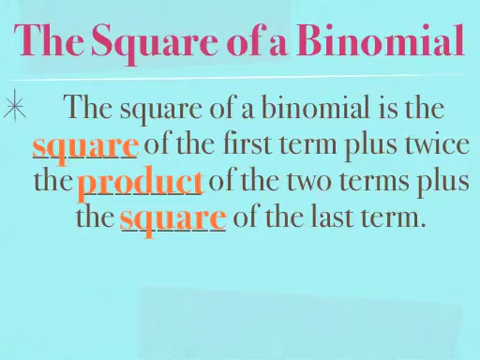 The Square of a Binomial
The square of a binomial is the
square of the first term plus twice
the product of the two terms plus
the square of the last term.